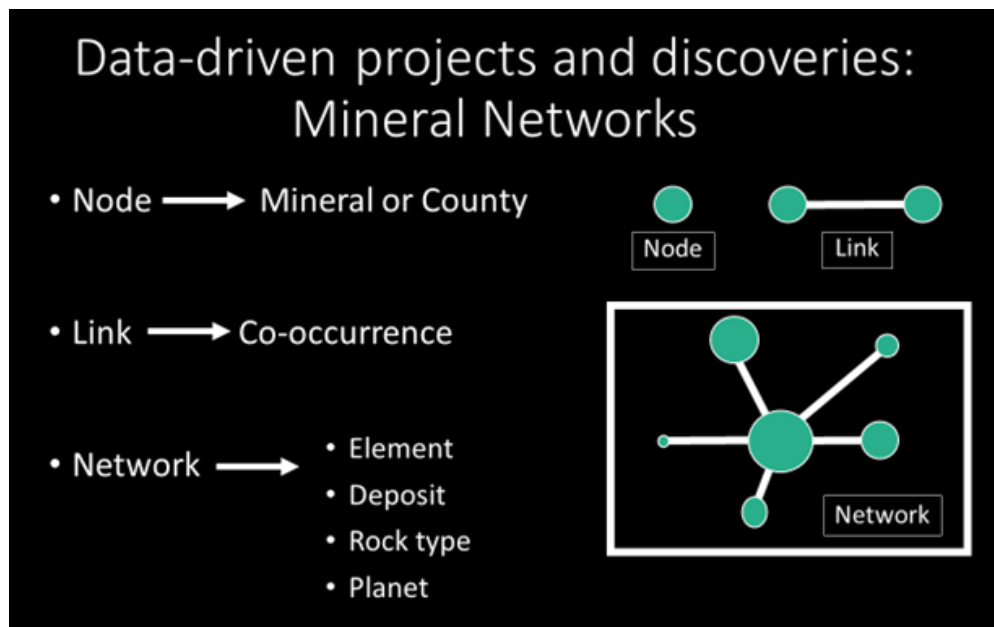 Data-driven projects and discoveries:
Mineral Networks
• Node → Mineral or County
• Link → Co-occurrence
• Network →
• Element
• Deposit
• Rock type
• Planet
Node
Link
Network